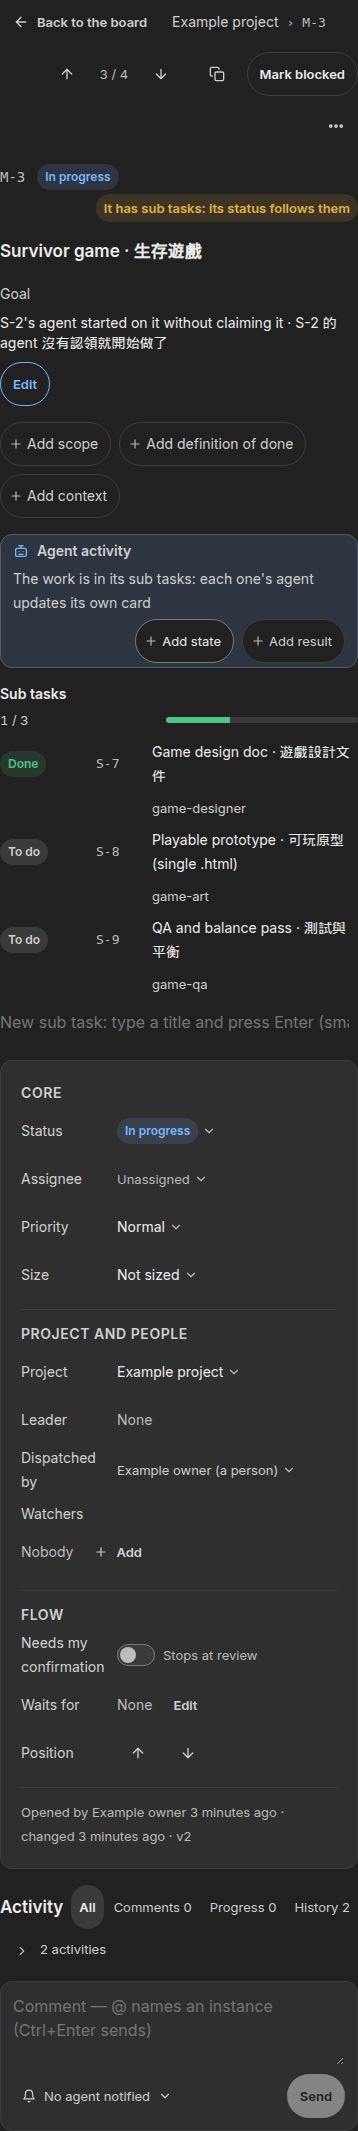 Back to the board Example project › M-3
3 / 4 Mark blocked
M-3 In progress
It has sub tasks: its status follows them
Survivor game · 生存遊戲
Goal
S-2's agent started on it without claiming it · S-2 的
agent 沒有認領就開始做了
Edit
+ Add scope + Add definition of done
+ Add context
Agent activity
The work is in its sub tasks: each one's agent
updates its own card
+ Add state + Add result
Sub tasks
1 / 3
Done S-7 Game design doc · 遊戲設計文
件
game-designer
To do S-8 Playable prototype · 可玩原型
(single .html)
game-art
To do S-9 QA and balance pass · 測試與
平衡
game-qa
New sub task: type a title and press Enter (sma
CORE
Status In progress
Assignee Unassigned
Priority Normal
Size Not sized
PROJECT AND PEOPLE
Project Example project
Leader None
Dispatched
by Example owner (a person)
Watchers
Nobody + Add
FLOW
Needs my
confirmation Stops at review
Waits for None Edit
Position
Opened by Example owner 3 minutes ago ·
changed 3 minutes ago · v2
Activity All Comments 0 Progress 0 History 2
2 activities
Comment — @ names an instance
(Ctrl+Enter sends)
No agent notified Send